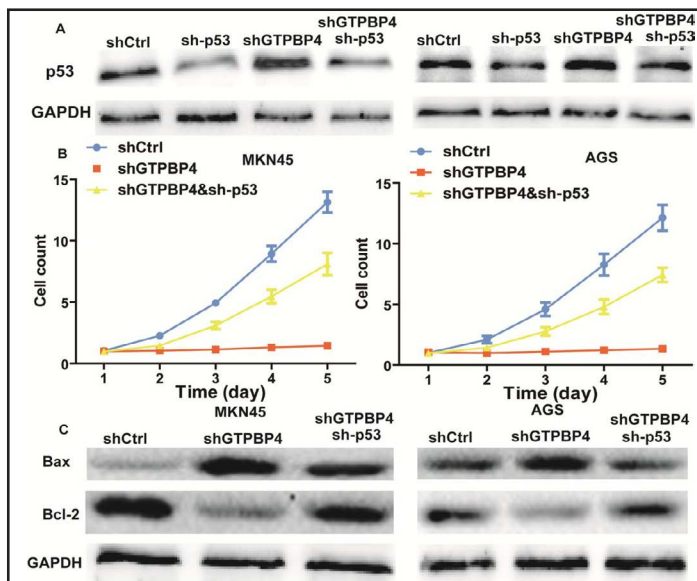 A
shCtrl sh-p53 shGTPBP4 shGTPBP4 sh-p53
shCtrl sh-p53 shGTPBP4 shGTPBP4 sh-p53
p53
GAPDH
B
MKN45
shCtrl
shGTPBP4
shGTPBP4&sh-p53
Cell count
15
10
5
0
1 2 3 4 5
Time (day)
AGS
shCtrl
shGTPBP4
shGTPBP4&sh-p53
Cell count
15
10
5
0
1 2 3 4 5
Time (day)
C
MKN45
shCtrl shGTPBP4 shGTPBP4 sh-p53
AGS
shCtrl shGTPBP4 shGTPBP4 sh-p53
Bax
Bcl-2
GAPDH